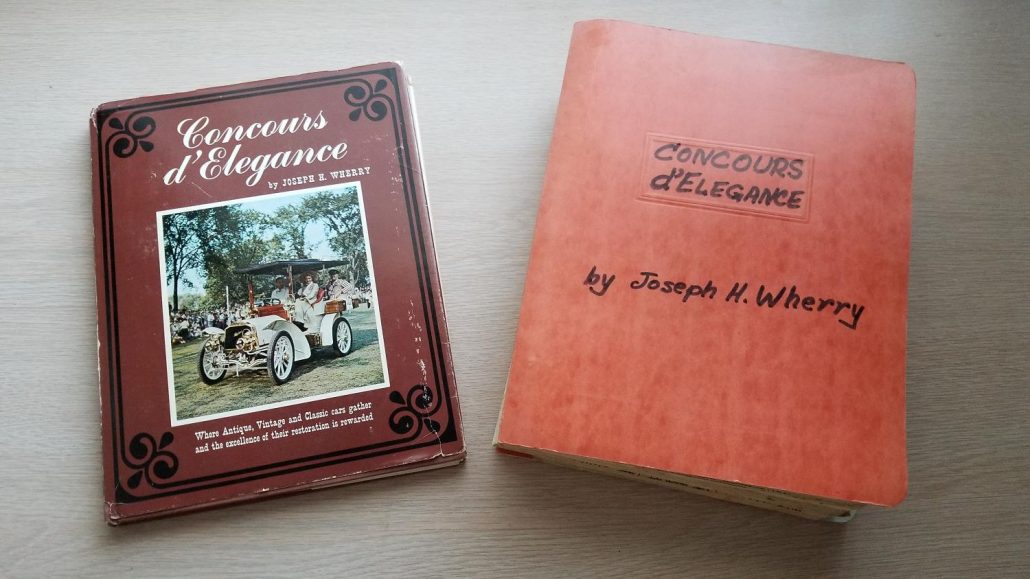 Concours
d'Elegance
by JOSEPH H. WHERRY
Where Antique, Vintage and Classic cars gather
and the excellence of their restoration is rewarded
CONCOURS
d'ELEGANCE
by Joseph H. Wherry